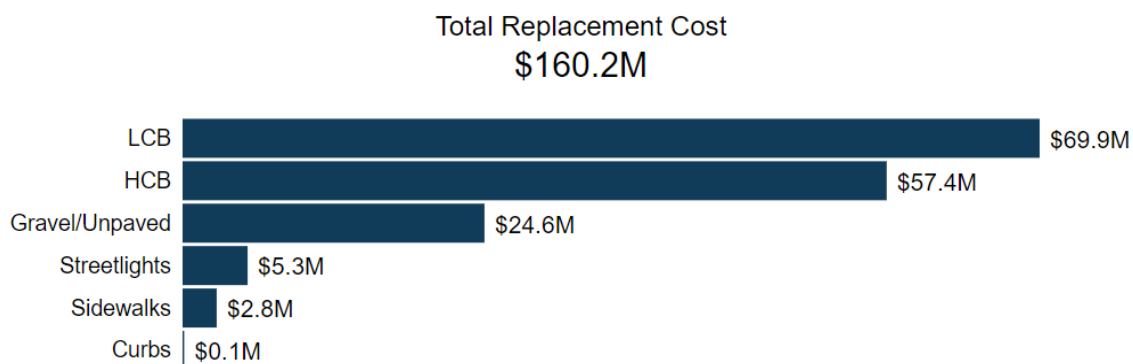 Total Replacement Cost
$160.2M
LCB $69.9M
HCB $57.4M
Gravel/Unpaved $24.6M
Streetlights $5.3M
Sidewalks $2.8M
Curbs $0.1M